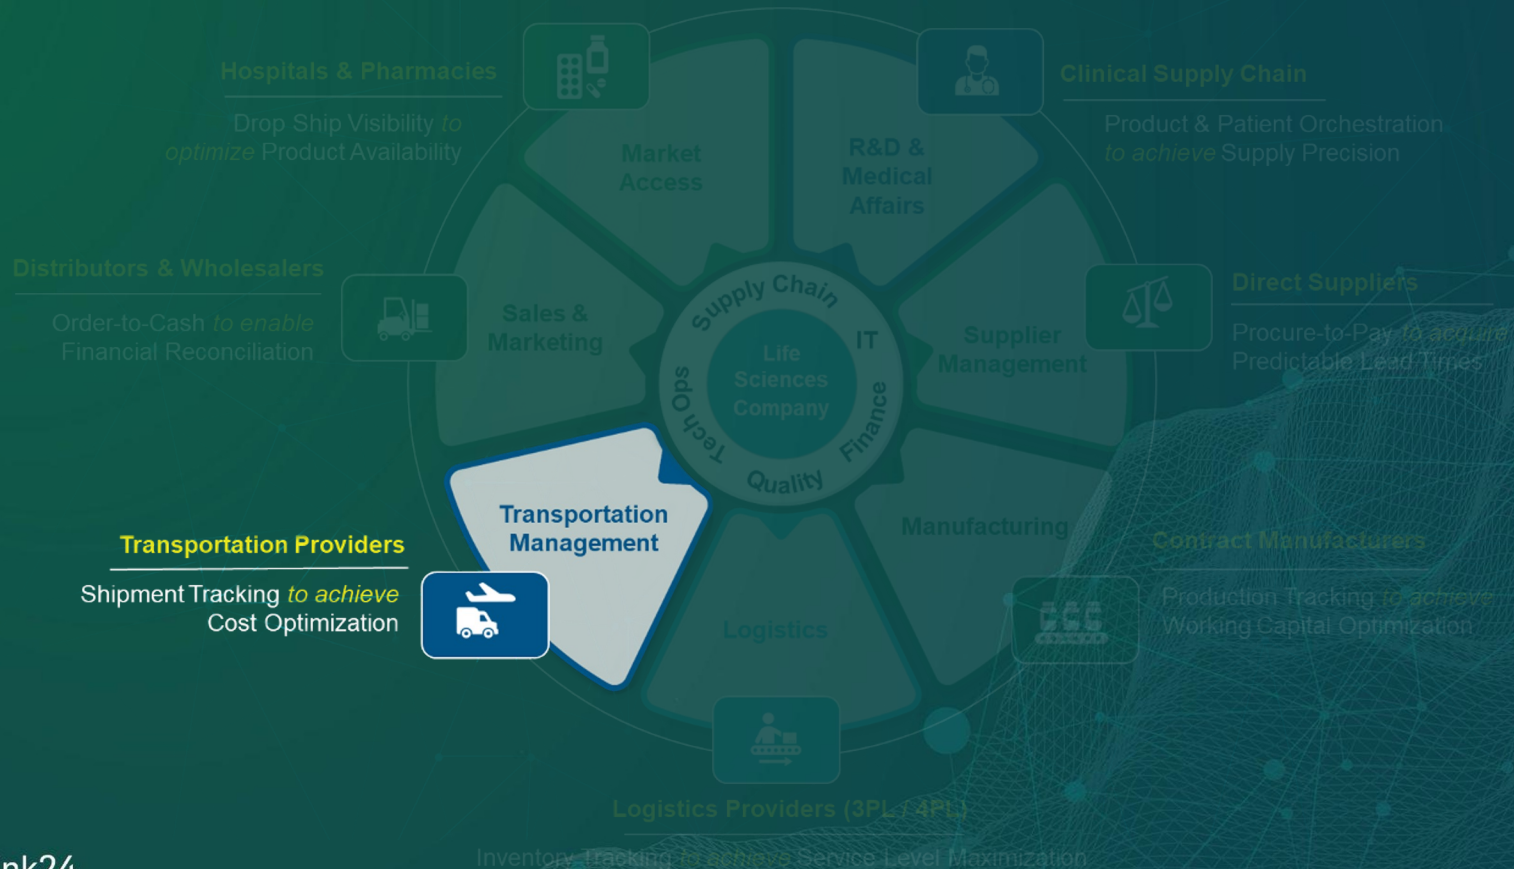 Hospitals & Pharmacies
Drop Ship Visibility to
optimize Product Availability
Clinical Supply Chain
Product & Patient Orchestration
to achieve Supply Precision
Market
Access
R&D &
Medical
Affairs
Distributors & Wholesalers
Order-to-Cash to enable
Financial Reconciliation
Sales &
Marketing
Supply Chain
IT
Finance
Quality
Tech Ops
Life
Sciences
Company
Supplier
Management
Direct Suppliers
Procure-to-Pay to acquire
Predictable Lead Times
Transportation
Management
Transportation Providers
Shipment Tracking to achieve
Cost Optimization
Manufacturing
Contract Manufacturers
Production Tracking to achieve
Working Capital Optimization
Logistics
Logistics Providers (3PL / 4PL)
Inventory Tracking to achieve Service Level Maximization
nk24